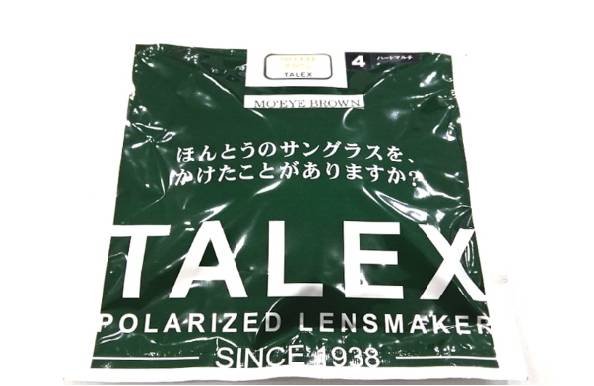 TALEX
4 ハードマルチ
MO'EYE BROWN
ほんとうのサングラスを、
かけたことがありますか?
TALEX
POLARIZED LENSMAKER
SINCE 1938